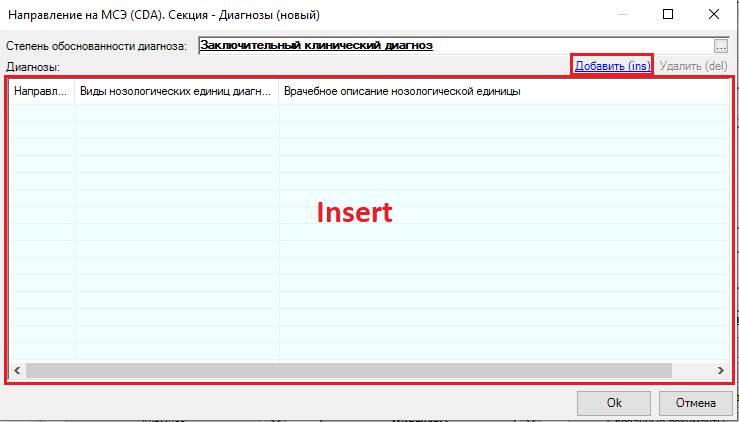 Направление на МСЭ (CDA). Секция - Диагнозы (новый)
Степень обоснованности диагноза: Заключительный клинический диагноз ...
Диагнозы: Добавить (ins) Удалить (del)
Направл... Виды нозологических единиц диагн... Врачебное описание нозологической единицы
Insert
Ok Отмена